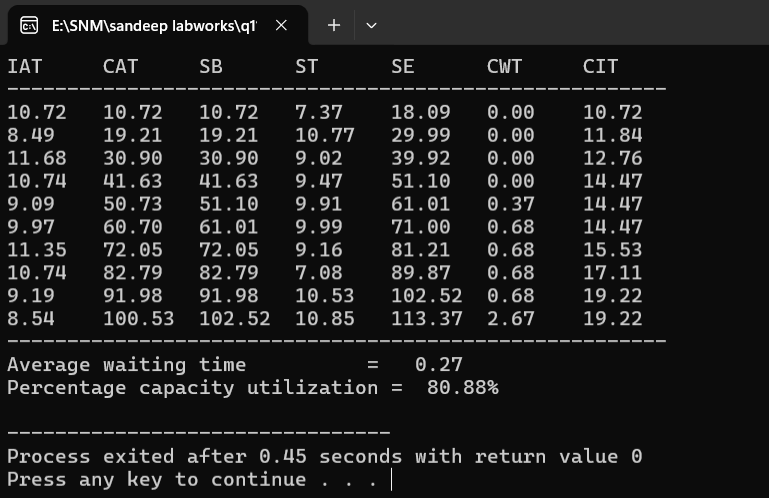 E:\SNM\sandeep labworks\q1
IAT CAT SB ST SE CWT CIT
-------------------------------------------------------
10.72 10.72 10.72 7.37 18.09 0.00 10.72
8.49 19.21 19.21 10.77 29.99 0.00 11.84
11.68 30.90 30.90 9.02 39.92 0.00 12.76
10.74 41.63 41.63 9.47 51.10 0.00 14.47
9.09 50.73 51.10 9.91 61.01 0.37 14.47
9.97 60.70 61.01 9.99 71.00 0.68 14.47
11.35 72.05 72.05 9.16 81.21 0.68 15.53
10.74 82.79 82.79 7.08 89.87 0.68 17.11
9.19 91.98 91.98 10.53 102.52 0.68 19.22
8.54 100.53 102.52 10.85 113.37 2.67 19.22
-------------------------------------------------------
Average waiting time = 0.27
Percentage capacity utilization = 80.88%
--------------------------------
Process exited after 0.45 seconds with return value 0
Press any key to continue . . .